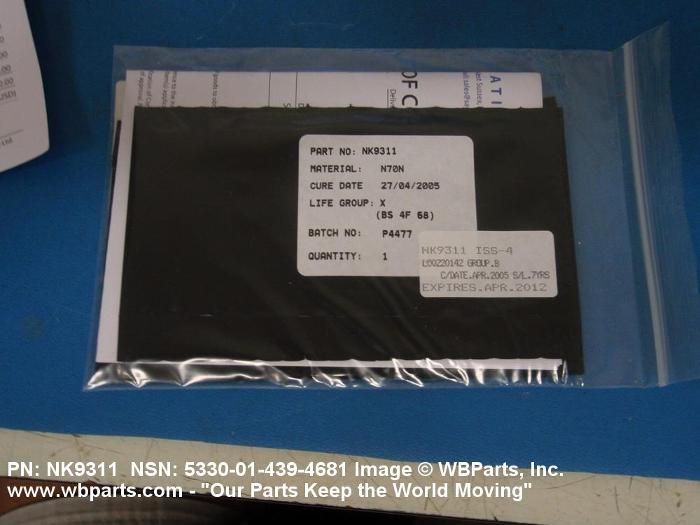 ATI
OF C
PART NO: NK9311
MATERIAL: N70N
CURE DATE 27/04/2005
LIFE GROUP: X
(BS 4F 68)
BATCH NO: P4477
QUANTITY: 1
NK9311 ISS-4
L00220142 GROUP.B
C/DATE.APR.2005 S/L.7YRS
EXPIRES.APR.2012
PN: NK9311 NSN: 5330-01-439-4681 Image © WBParts, Inc.
www.wbparts.com - "Our Parts Keep the World Moving"